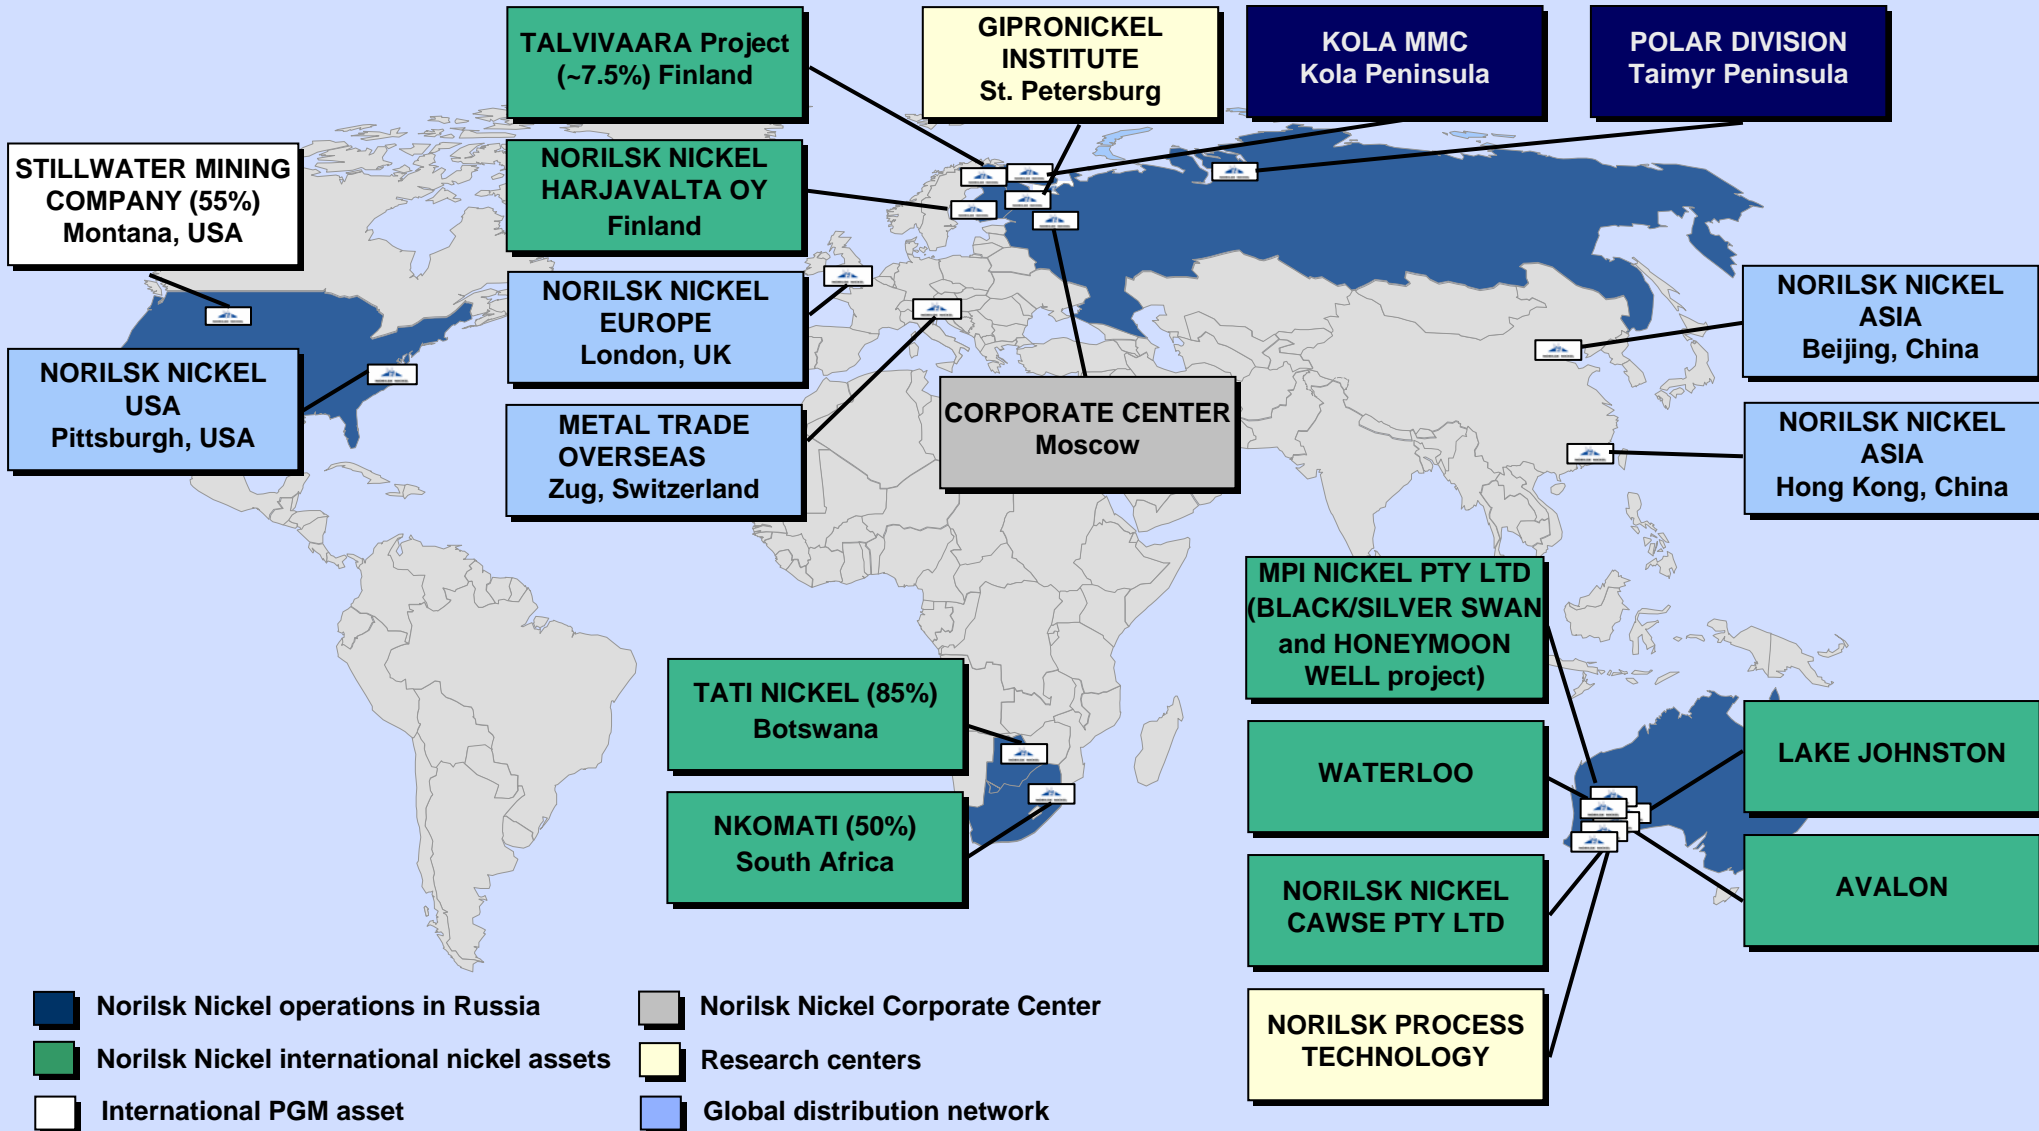 TALVIVAARA Project
(~7.5%) Finland
GIPRONICKEL
INSTITUTE
St. Petersburg
KOLA MMC
Kola Peninsula
POLAR DIVISION
Taimyr Peninsula
STILLWATER MINING
COMPANY (55%)
Montana, USA
NORILSK NICKEL
HARJAVALTA OY
Finland
NORILSK NICKEL
EUROPE
London, UK
NORILSK NICKEL
ASIA
Beijing, China
NORILSK NICKEL
USA
Pittsburgh, USA
METAL TRADE
OVERSEAS
Zug, Switzerland
CORPORATE CENTER
Moscow
NORILSK NICKEL
ASIA
Hong Kong, China
MPI NICKEL PTY LTD
(BLACK/SILVER SWAN
and HONEYMOON
WELL project)
TATI NICKEL (85%)
Botswana
WATERLOO
LAKE JOHNSTON
NKOMATI (50%)
South Africa
NORILSK NICKEL
CAWSE PTY LTD
AVALON
NORILSK PROCESS
TECHNOLOGY
Norilsk Nickel operations in Russia
Norilsk Nickel international nickel assets
International PGM asset
Norilsk Nickel Corporate Center
Research centers
Global distribution network